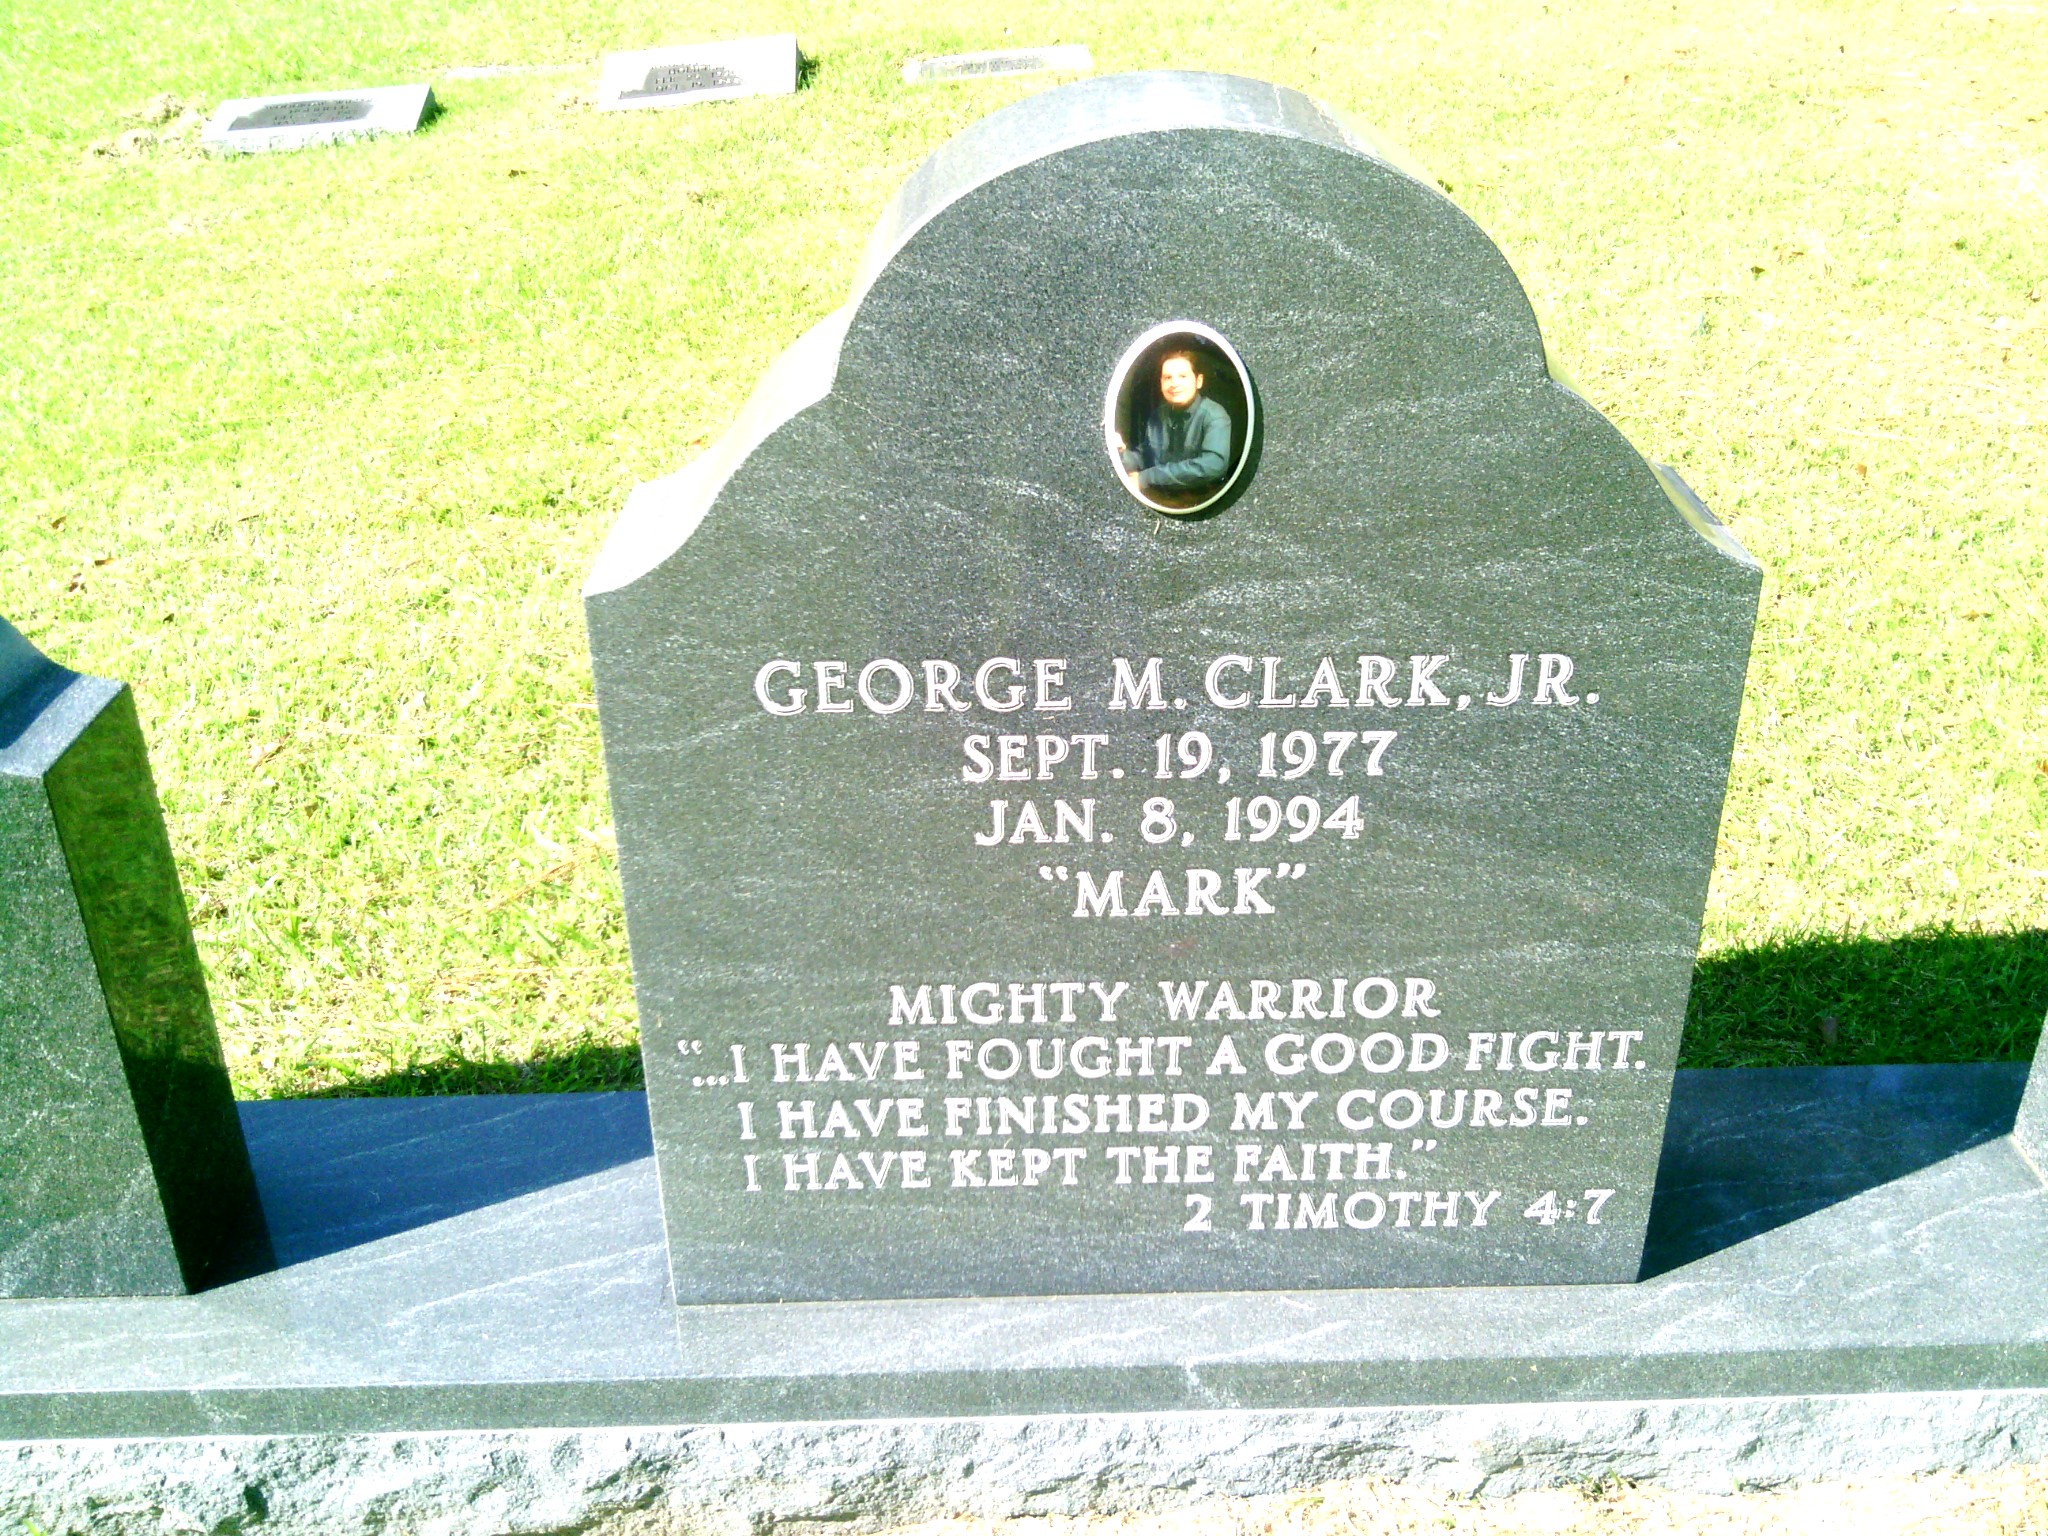 GEORGE M. CLARK, JR.
SEPT. 19, 1977
JAN. 8, 1994
"MARK"
MIGHTY WARRIOR
"...I HAVE FOUGHT A GOOD FIGHT.
I HAVE FINISHED MY COURSE.
I HAVE KEPT THE FAITH."
2 TIMOTHY 4:7